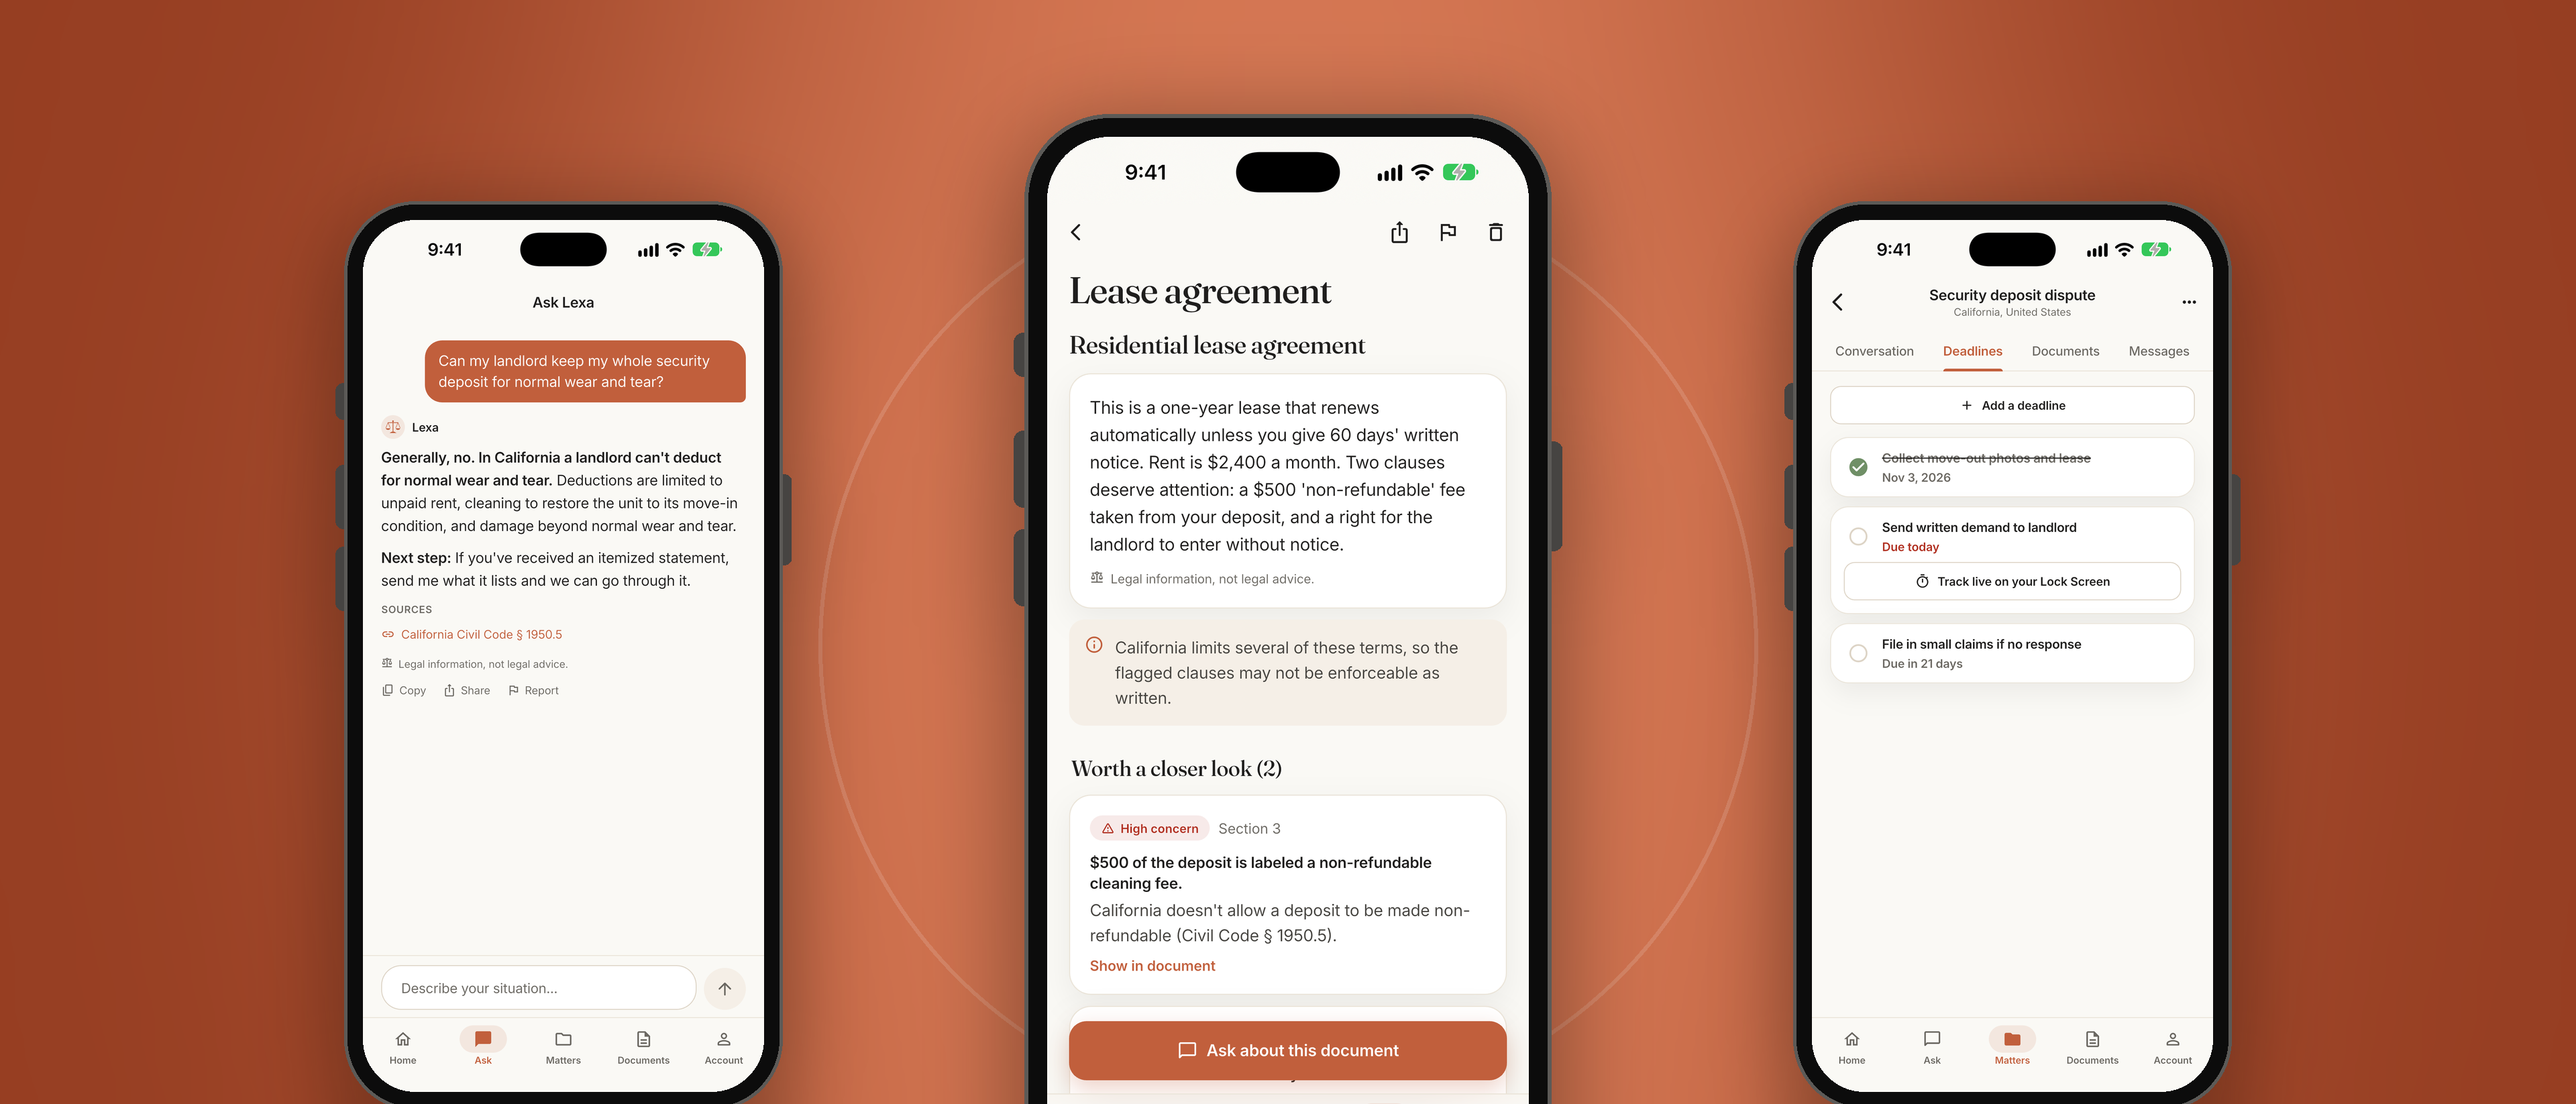 9:41
Ask Lexa
Can my landlord keep my whole security
deposit for normal wear and tear?
Lexa
Generally, no. In California a landlord can't deduct
for normal wear and tear. Deductions are limited to
unpaid rent, cleaning to restore the unit to its move-in
condition, and damage beyond normal wear and tear.
Next step: If you've received an itemized statement,
send me what it lists and we can go through it.
SOURCES
California Civil Code § 1950.5
Legal information, not legal advice.
Copy Share Report
Describe your situation...
Home Ask Matters Documents Account
9:41
Lease agreement
Residential lease agreement
This is a one-year lease that renews
automatically unless you give 60 days' written
notice. Rent is $2,400 a month. Two clauses
deserve attention: a $500 'non-refundable' fee
taken from your deposit, and a right for the
landlord to enter without notice.
Legal information, not legal advice.
California limits several of these terms, so the
flagged clauses may not be enforceable as
written.
Worth a closer look (2)
High concern Section 3
$500 of the deposit is labeled a non-refundable
cleaning fee.
California doesn't allow a deposit to be made non-
refundable (Civil Code § 1950.5).
Show in document
Ask about this document
9:41
Security deposit dispute
California, United States
Conversation Deadlines Documents Messages
+ Add a deadline
Collect move-out photos and lease
Nov 3, 2026
Send written demand to landlord
Due today
Track live on your Lock Screen
File in small claims if no response
Due in 21 days
Home Ask Matters Documents Account